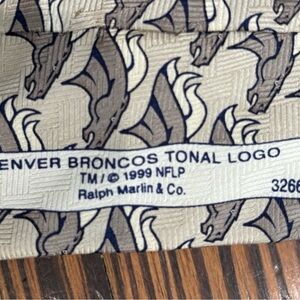 ENVER BRONCOS TONAL LOGO
TM/© 1999 NFLP
Ralph Marlin & Co.
3266